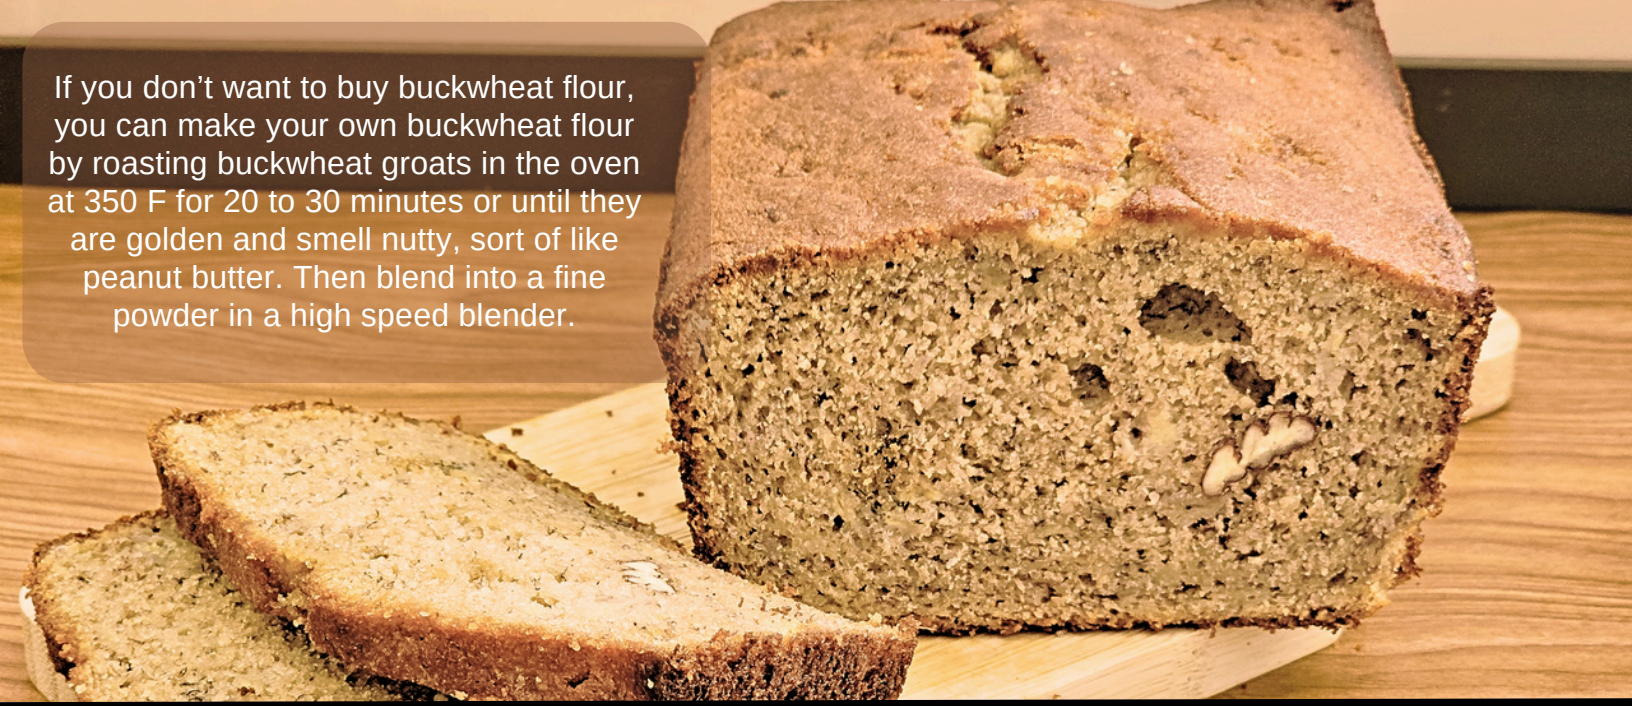 If you don’t want to buy buckwheat flour,
you can make your own buckwheat flour
by roasting buckwheat groats in the oven
at 350 F for 20 to 30 minutes or until they
are golden and smell nutty, sort of like
peanut butter. Then blend into a fine
powder in a high speed blender.